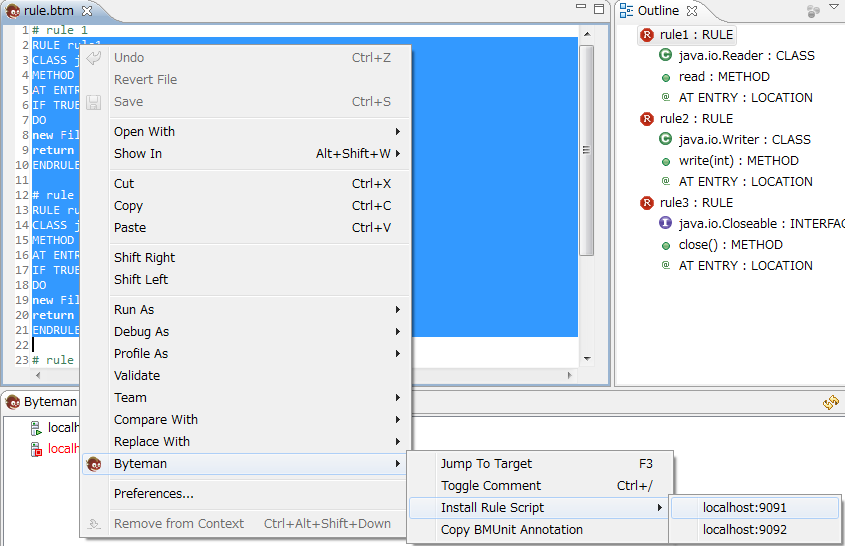 rule.btm
1 # rule 1
2 RULE rule1
3 CLASS j
4 METHOD
5 AT ENTR
6 IF TRUE
7 DO
8 new Fil
9 return
10 ENDRULE
11
12 # rule
13 RULE ru
14 CLASS j
15 METHOD
16 AT ENTR
17 IF TRUE
18 DO
19 new Fil
20 return
21 ENDRULE
22
23 # rule
Undo Ctrl+Z
Revert File
Save Ctrl+S
Open With
Show In Alt+Shift+W
Cut Ctrl+X
Copy Ctrl+C
Paste Ctrl+V
Shift Right
Shift Left
Run As
Debug As
Profile As
Validate
Team
Compare With
Replace With
Byteman
Preferences...
Remove from Context Ctrl+Alt+Shift+Down
Outline
R rule1 : RULE
C java.io.Reader : CLASS
read : METHOD
@ AT ENTRY : LOCATION
R rule2 : RULE
C java.io.Writer : CLASS
write(int) : METHOD
@ AT ENTRY : LOCATION
R rule3 : RULE
I java.io.Closeable : INTERFAC
close() : METHOD
@ AT ENTRY : LOCATION
Byteman
localh
localh
Jump To Target F3
Toggle Comment Ctrl+/
Install Rule Script
Copy BMUnit Annotation
localhost:9091
localhost:9092